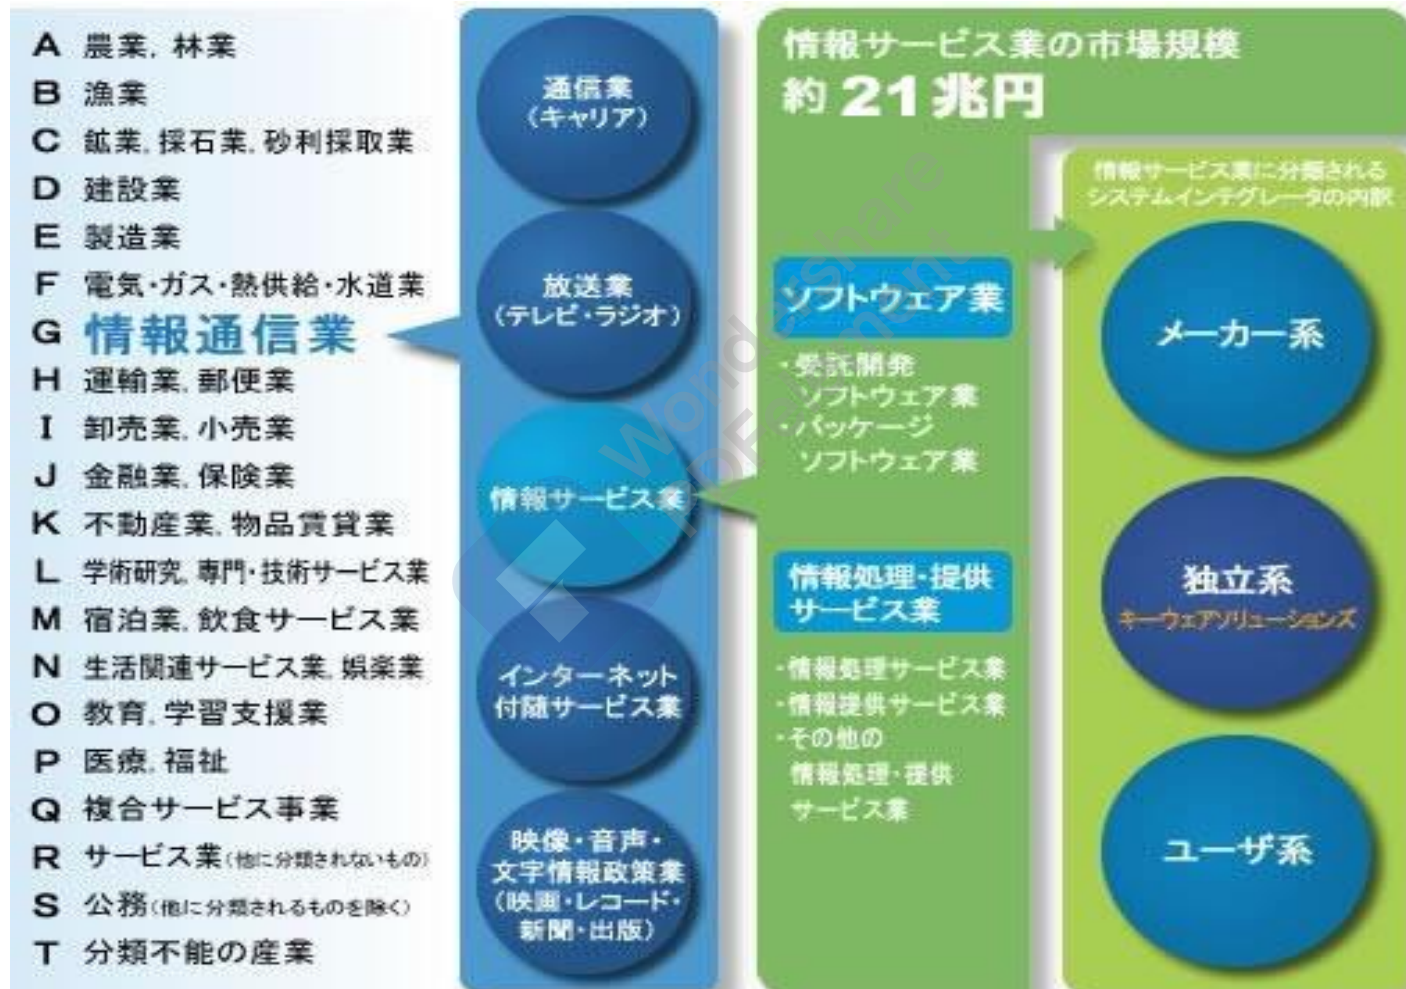 A 農業, 林業
B 漁業
C 鉱業, 採石業, 砂利採取業
D 建設業
E 製造業
F 電気・ガス・熱供給・水道業
G 情報通信業
H 運輸業, 郵便業
I 卸売業, 小売業
J 金融業, 保険業
K 不動産業, 物品賃貸業
L 学術研究, 専門・技術サービス業
M 宿泊業, 飲食サービス業
N 生活関連サービス業, 娯楽業
O 教育, 学習支援業
P 医療, 福祉
Q 複合サービス事業
R サービス業(他に分類されないもの)
S 公務(他に分類されるものを除く)
T 分類不能の産業
通信業
(キャリア)
放送業
(テレビ・ラジオ)
情報サービス業
インターネット
付随サービス業
映像・音声・
文字情報政策業
(映画・レコード・
新聞・出版)
情報サービス業の市場規模
約 21 兆円
ソフトウェア業
・受託開発
ソフトウェア業
・パッケージ
ソフトウェア業
情報処理・提供
サービス業
・情報処理サービス業
・情報提供サービス業
・その他の
情報処理・提供
サービス業
情報サービス業に分類される
システムインテグレータの内訳
メーカー系
独立系
キーウェアソリューションズ
ユーザ系
Wondershare
PDFelement